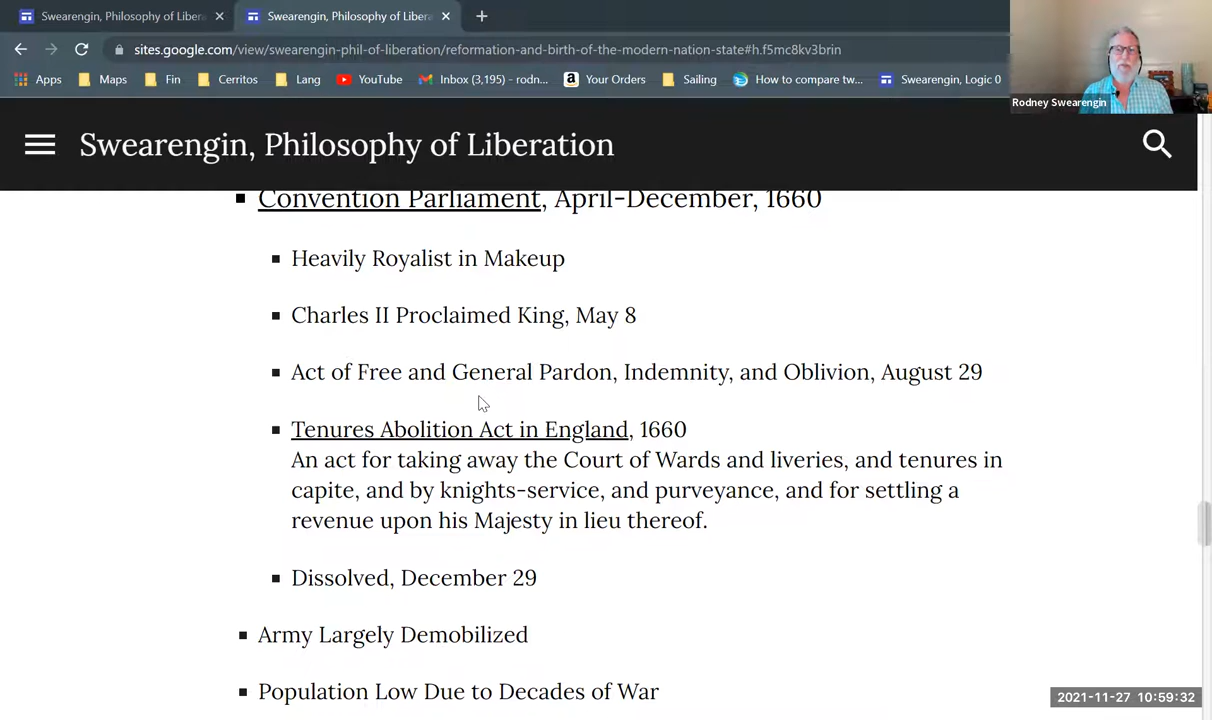 Swearengin, Philosophy of Liber
Swearengin, Philosophy of Liber
sites.google.com/view/swearengin-phil-of-liberation/reformation-and-birth-of-the-modern-nation-state#h.f5mc8kv3brin
Apps Maps Fin Cerritos Lang YouTube Inbox (3,195) - rodn... Your Orders Sailing How to compare tw... Swearengin, Logic 0
Rodney Swearengin
Swearengin, Philosophy of Liberation
Convention Parliament, April-December, 1660
Heavily Royalist in Makeup
Charles II Proclaimed King, May 8
Act of Free and General Pardon, Indemnity, and Oblivion, August 29
Tenures Abolition Act in England, 1660
An act for taking away the Court of Wards and liveries, and tenures in
capite, and by knights-service, and purveyance, and for settling a
revenue upon his Majesty in lieu thereof.
Dissolved, December 29
Army Largely Demobilized
Population Low Due to Decades of War
2021-11-27 10:59:32